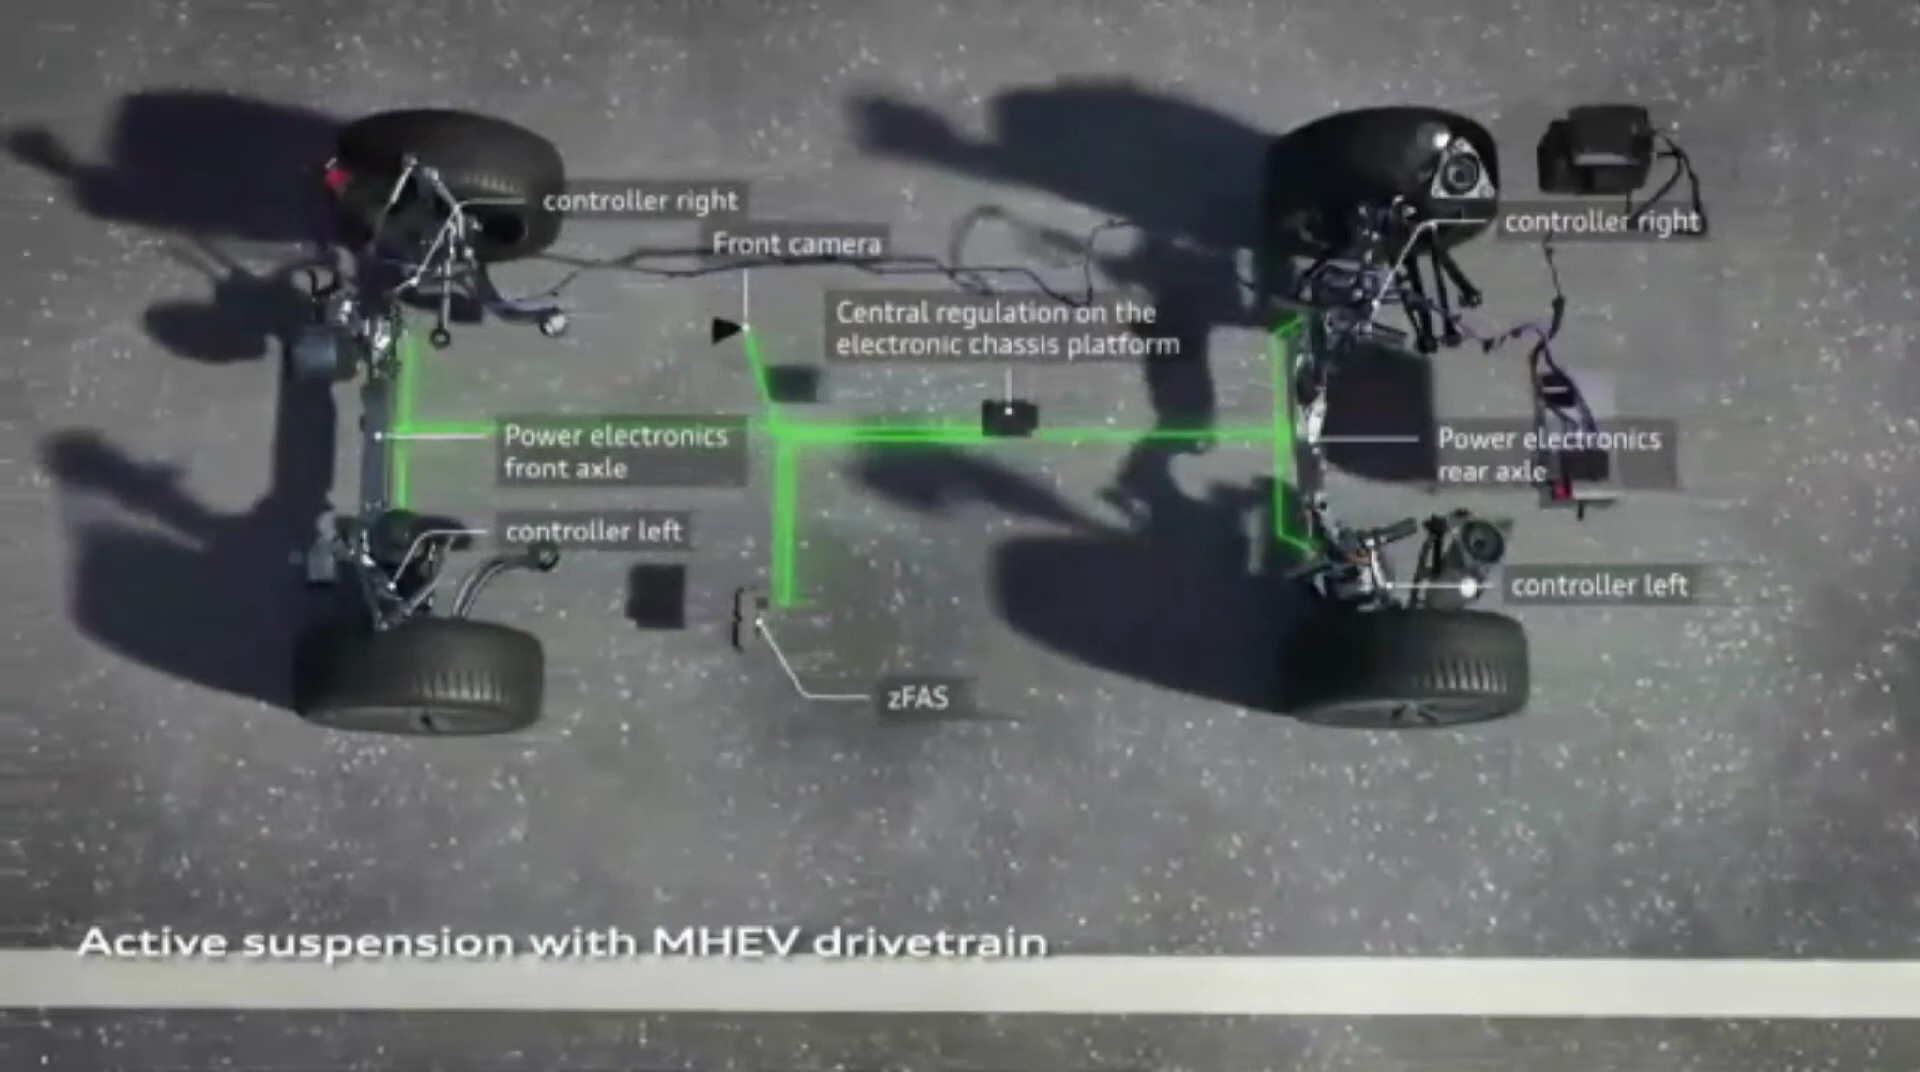 controller right
controller right
Front camera
Central regulation on the
electronic chassis platform
Power electronics
front axle
Power electronics
rear axle
controller left
controller left
zFAS
Active suspension with MHEV drivetrain